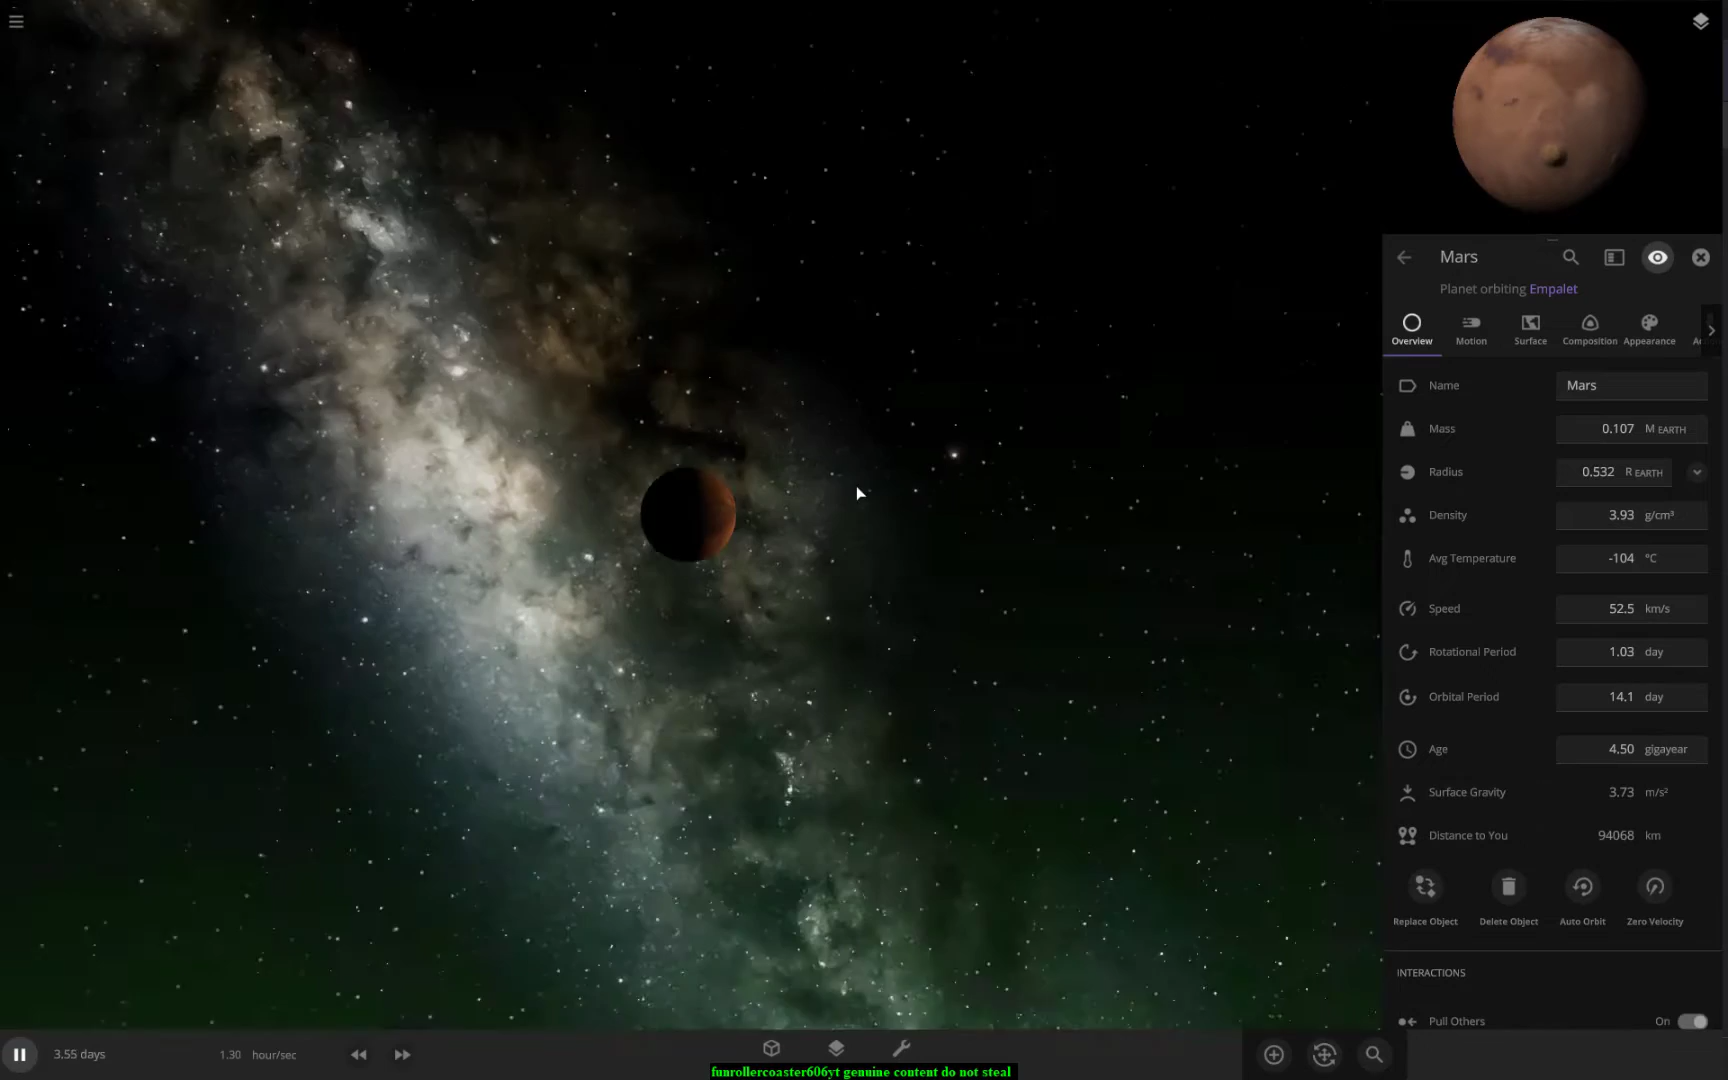 Mars
Planet orbiting Empalet
Overview Motion Surface Composition Appearance
Name Mars
Mass 0.107 M EARTH
Radius 0.532 R EARTH
Density 3.93 g/cm³
Avg Temperature -104 °C
Speed 52.5 km/s
Rotational Period 1.03 day
Orbital Period 14.1 day
Age 4.50 gigayear
Surface Gravity 3.73 m/s²
Distance to You 94068 km
Replace Object Delete Object Auto Orbit Zero Velocity
INTERACTIONS
Pull Others On
3.55 days 1.30 hour/sec
funrollercoaster606yt genuine content do not steal